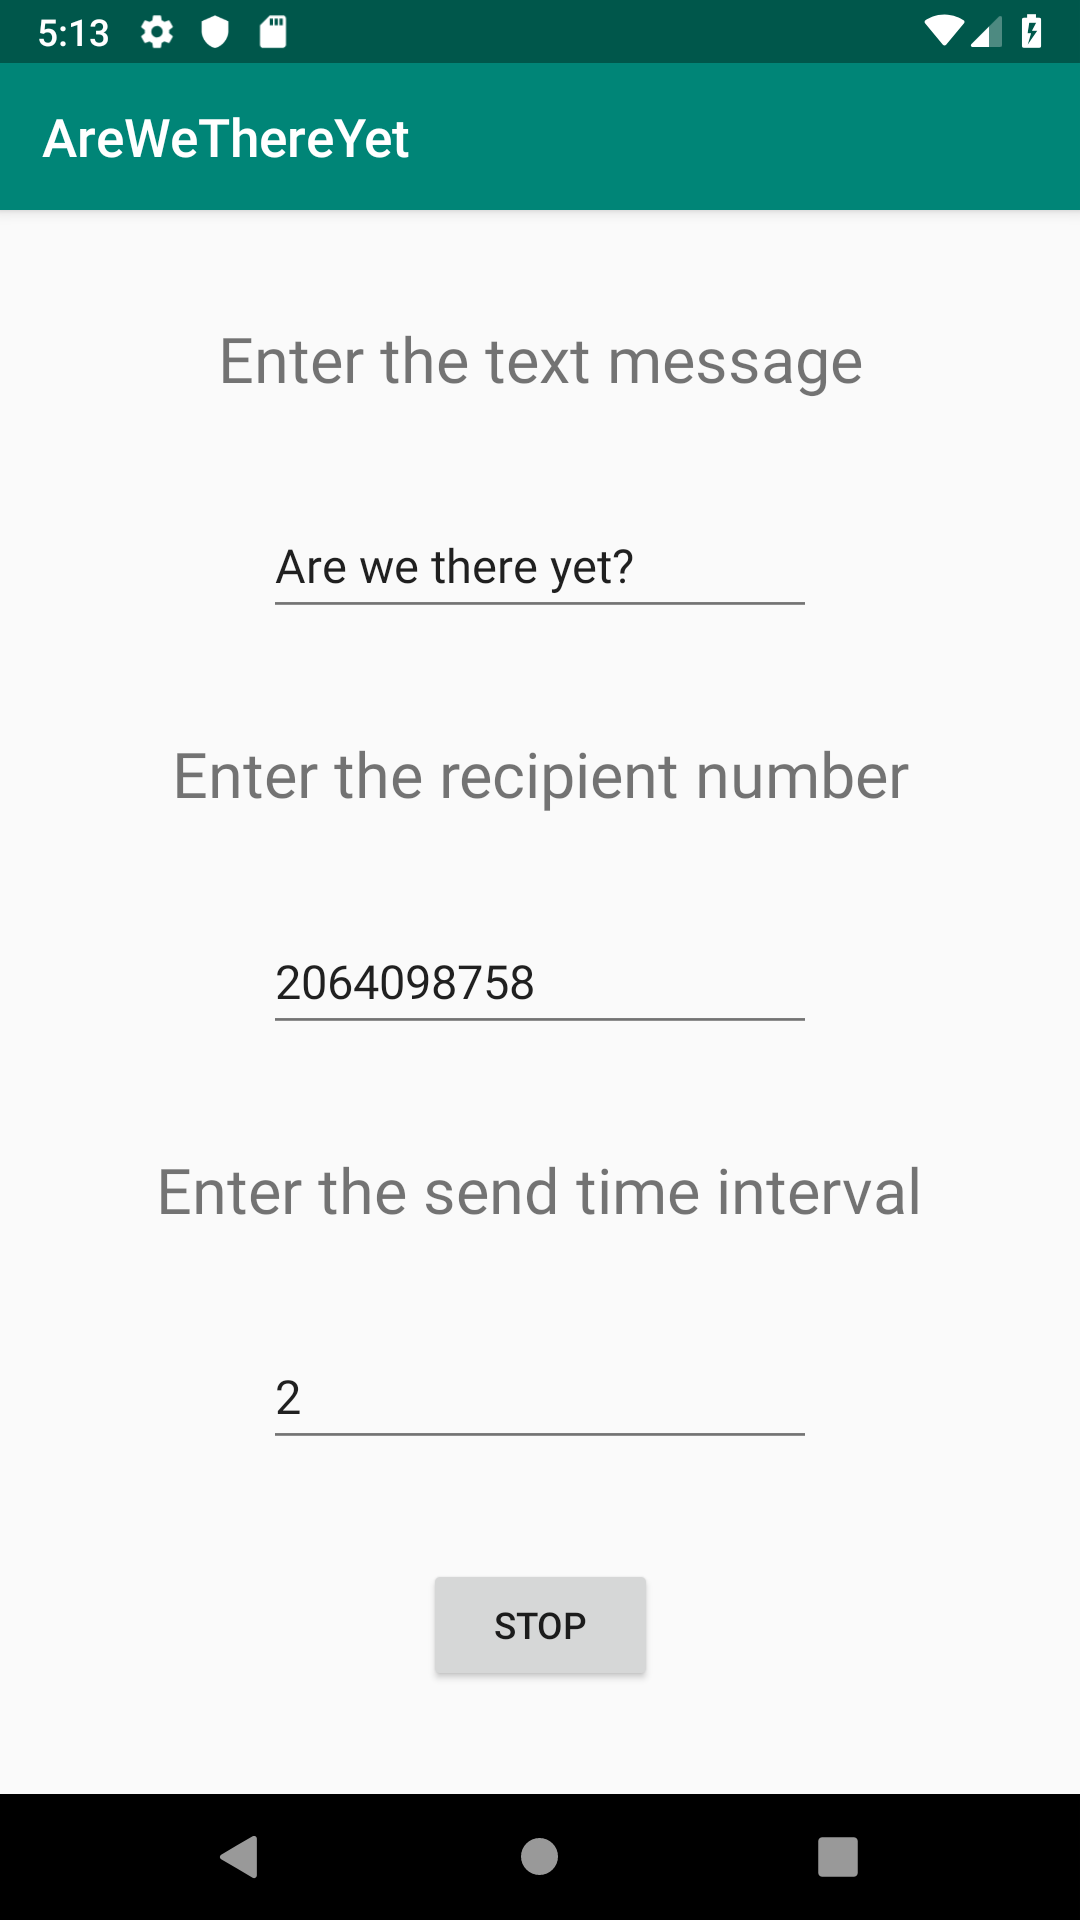 5:13
AreWeThereYet
Enter the text message
Are we there yet?
Enter the recipient number
2064098758
Enter the send time interval
2
STOP